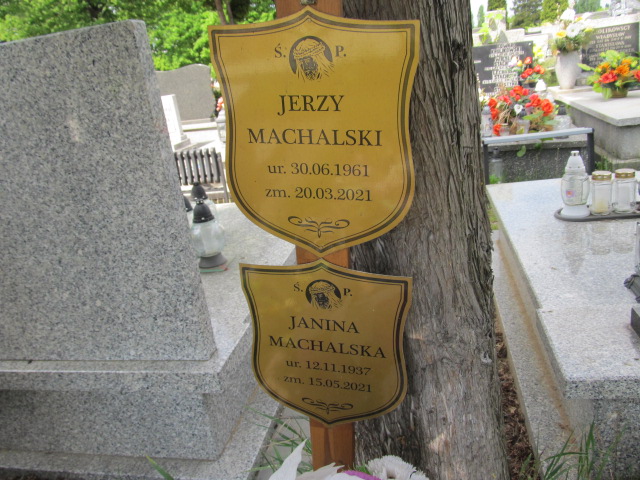 Ś. P.
JERZY
MACHALSKI
ur. 30.06.1961
zm. 20.03.2021
Ś. P.
JANINA
MACHALSKA
ur. 12.11.1937
zm. 15.05.2021